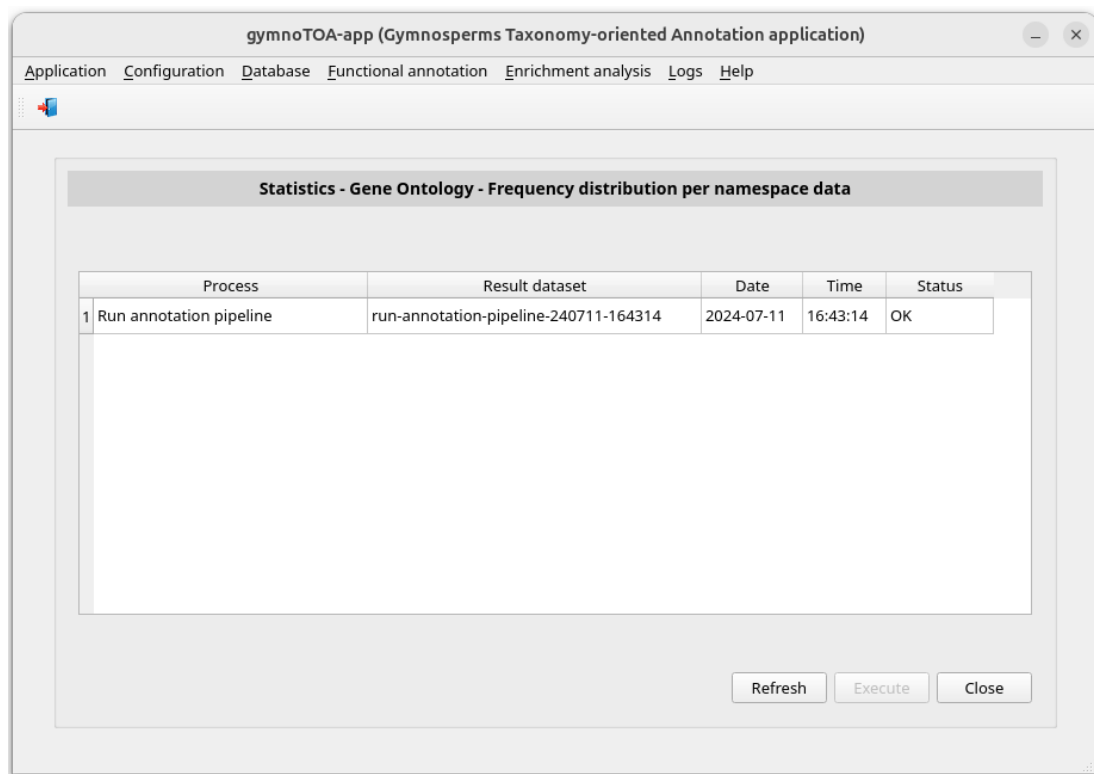 gymnoTOA-app (Gymnosperms Taxonomy-oriented Annotation application)
Application Configuration Database Functional annotation Enrichment analysis Logs Help
Statistics - Gene Ontology - Frequency distribution per namespace data
Process Result dataset Date Time Status
1 Run annotation pipeline run-annotation-pipeline-240711-164314 2024-07-11 16:43:14 OK
Refresh Execute Close